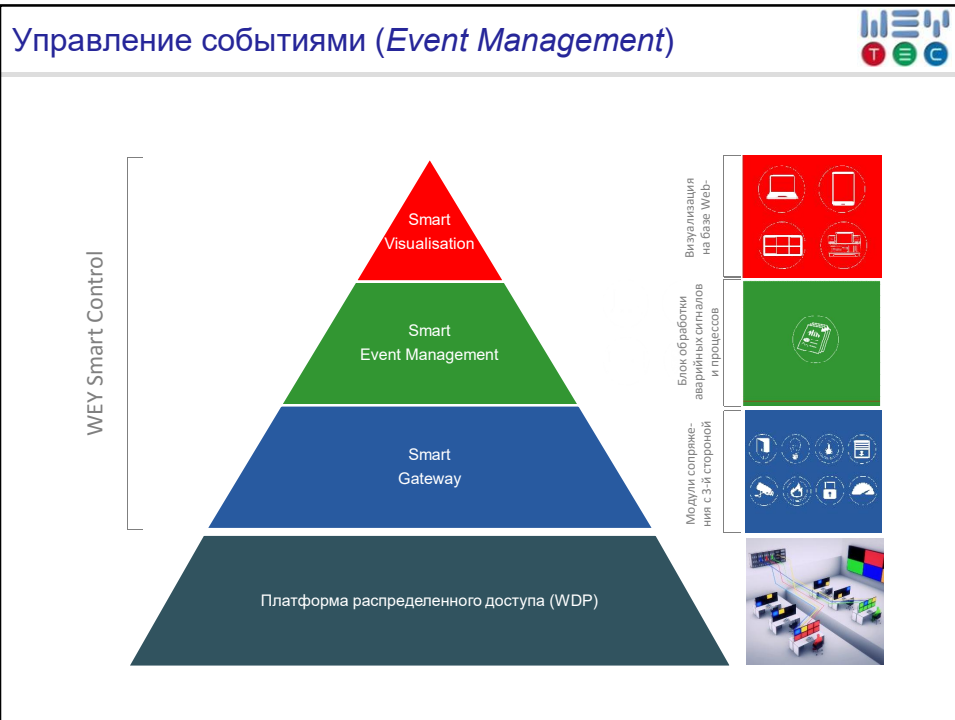 Управление событиями (Event Management)
WEY
TEC
WEY Smart Control
Smart
Visualisation
Smart
Event Management
Smart
Gateway
Платформа распределенного доступа (WDP)
Визуализация
на базе Web-
Блок обработки
аварийных сигналов
и процессов
Модули сопряже-
ния с 3-й стороной